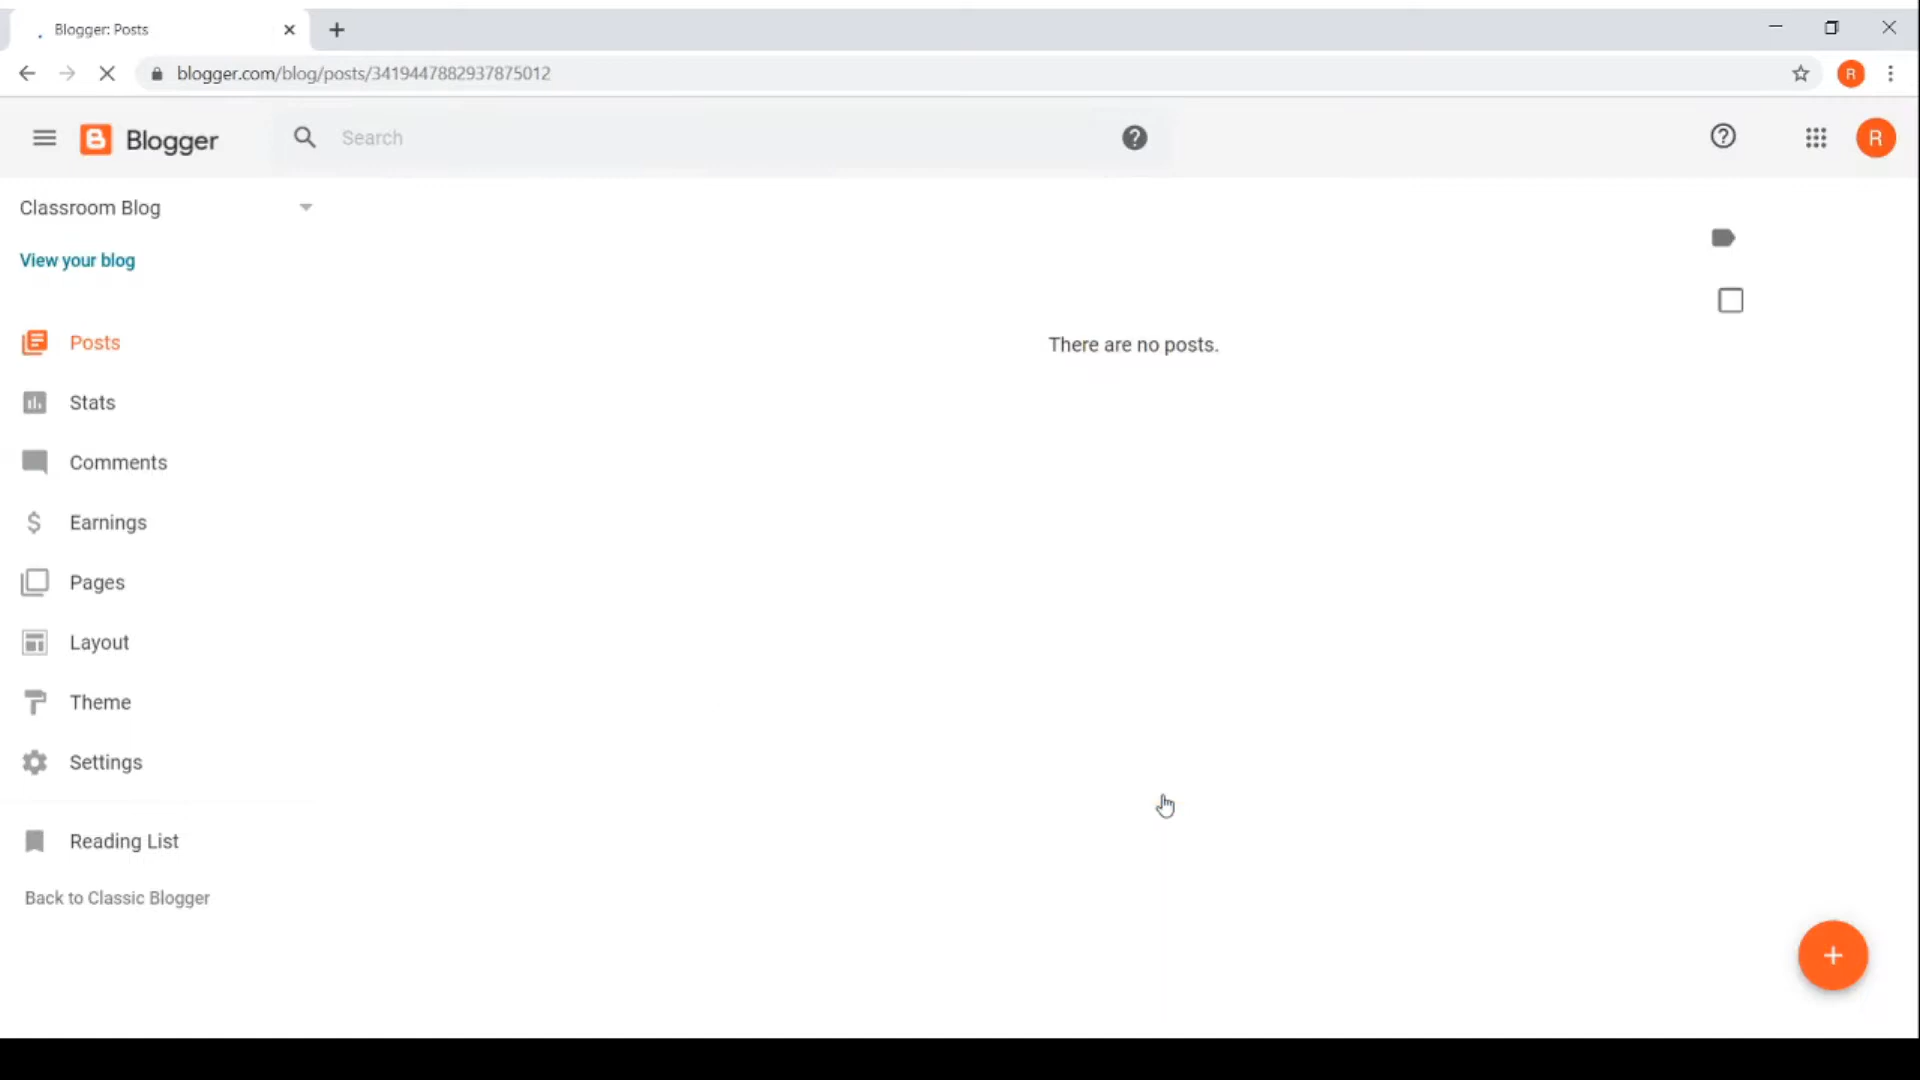 Blogger: Posts
blogger.com/blog/posts/3419447882937875012
R
Blogger
Search
R
Classroom Blog
View your blog
Posts
There are no posts.
Stats
Comments
Earnings
Pages
Layout
Theme
Settings
Reading List
Back to Classic Blogger